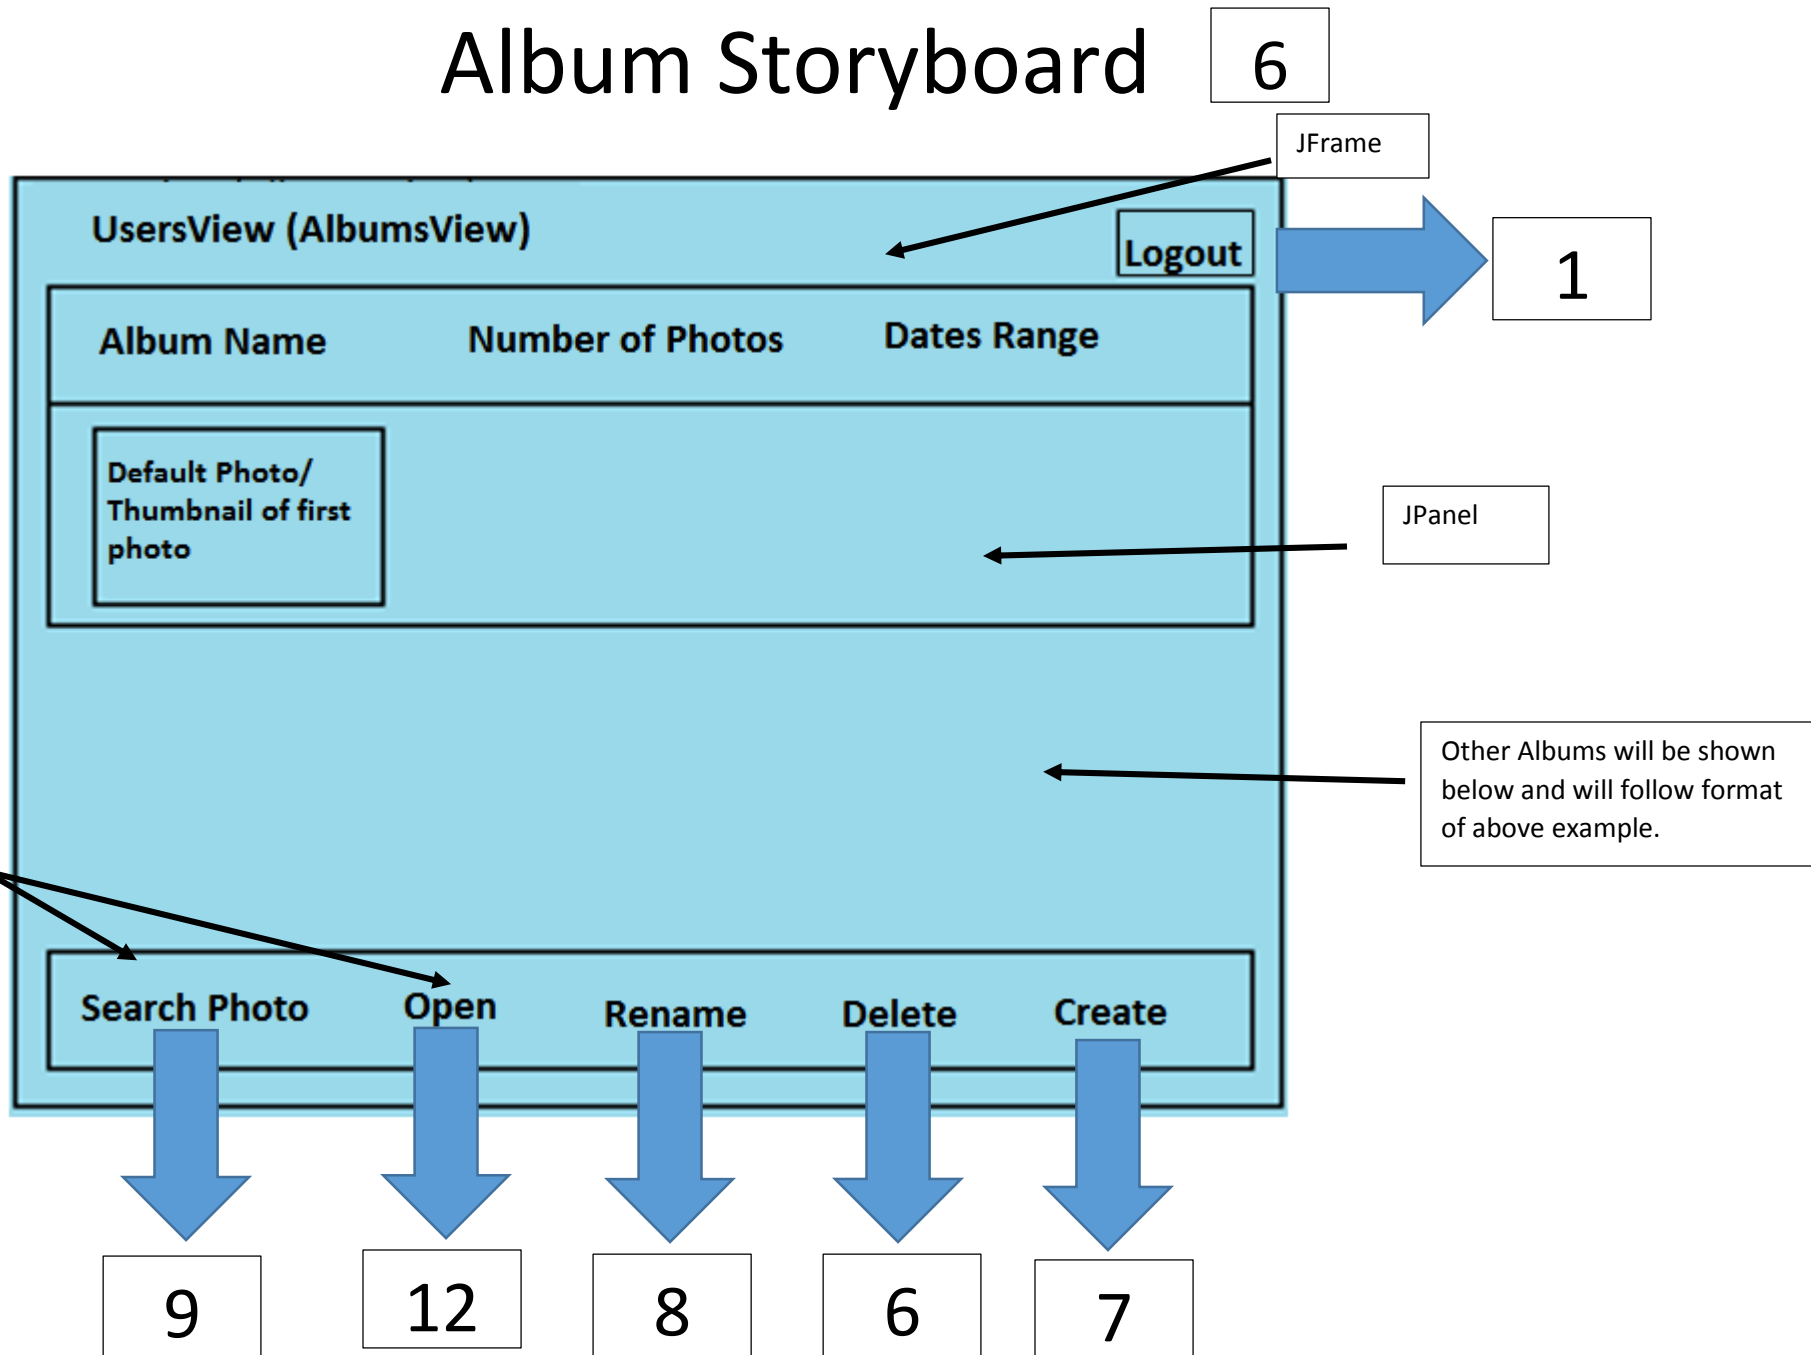 Album Storyboard
6
JFrame
UsersView (AlbumsView)
Logout
1
Album Name
Number of Photos
Dates Range
Default Photo/
Thumbnail of first
photo
JPanel
Other Albums will be shown
below and will follow format
of above example.
Search Photo
Open
Rename
Delete
Create
9
12
8
6
7